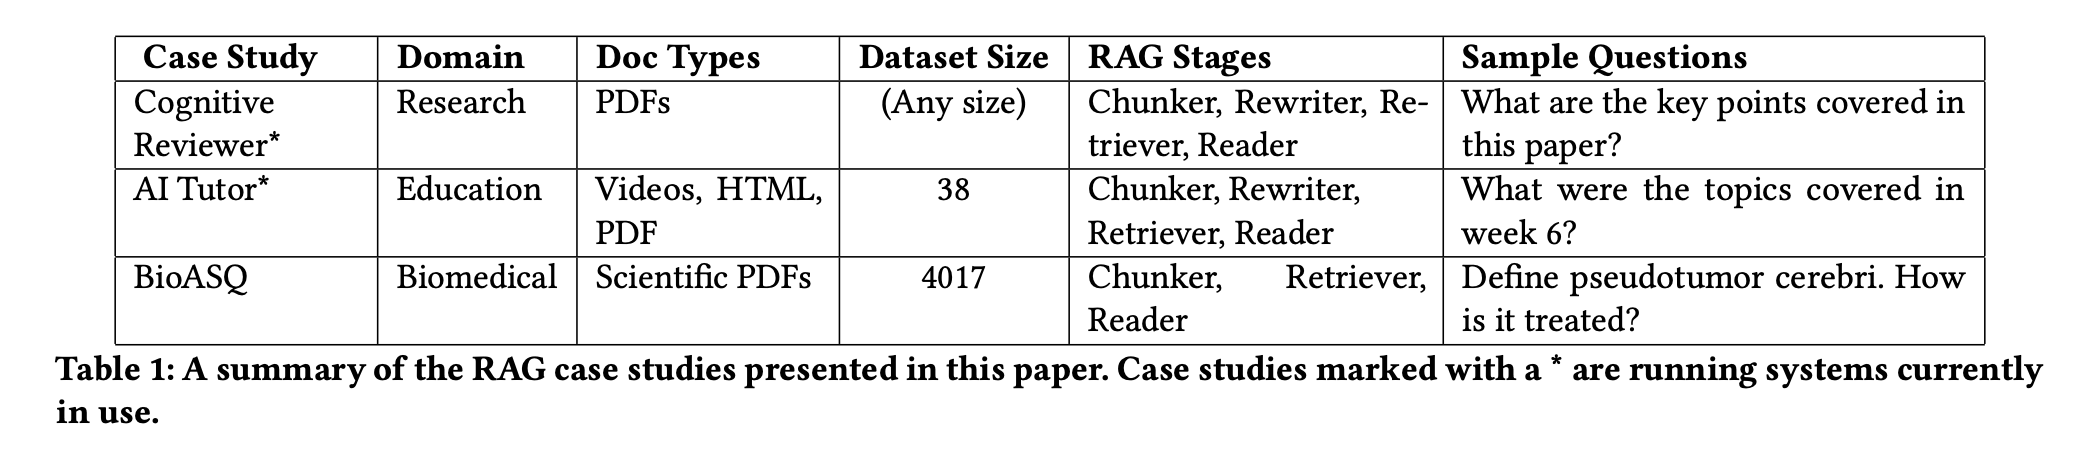 Case Study Domain Doc Types Dataset Size RAG Stages Sample Questions
Cognitive Research PDFs (Any size) Chunker, Rewriter, Re- What are the key points covered in
Reviewer* triever, Reader this paper?
AI Tutor* Education Videos, HTML, 38 Chunker, Rewriter, What were the topics covered in
PDF Retriever, Reader week 6?
BioASQ Biomedical Scientific PDFs 4017 Chunker, Retriever, Define pseudotumor cerebri. How
Reader is it treated?
Table 1: A summary of the RAG case studies presented in this paper. Case studies marked with a * are running systems currently
in use.